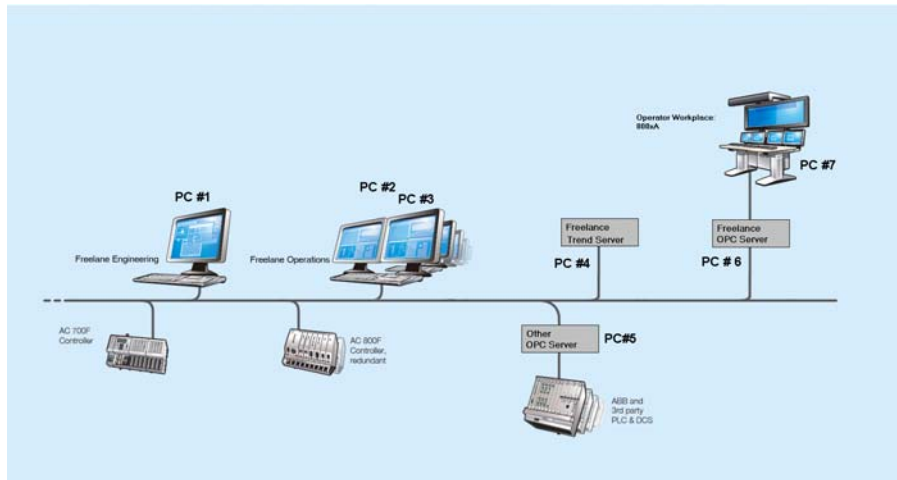 Operator Workplace:
800xA
PC #7
PC #1
PC #2
PC #3
Freelane Engineering
Freelane Operations
Freelance
Trend Server
PC #4
Freelance
OPC Server
PC # 6
AC 700F
Controller
AC 800F
Controller,
redundant
Other
OPC Server
PC#5
ABB and
3rd party
PLC & DCS